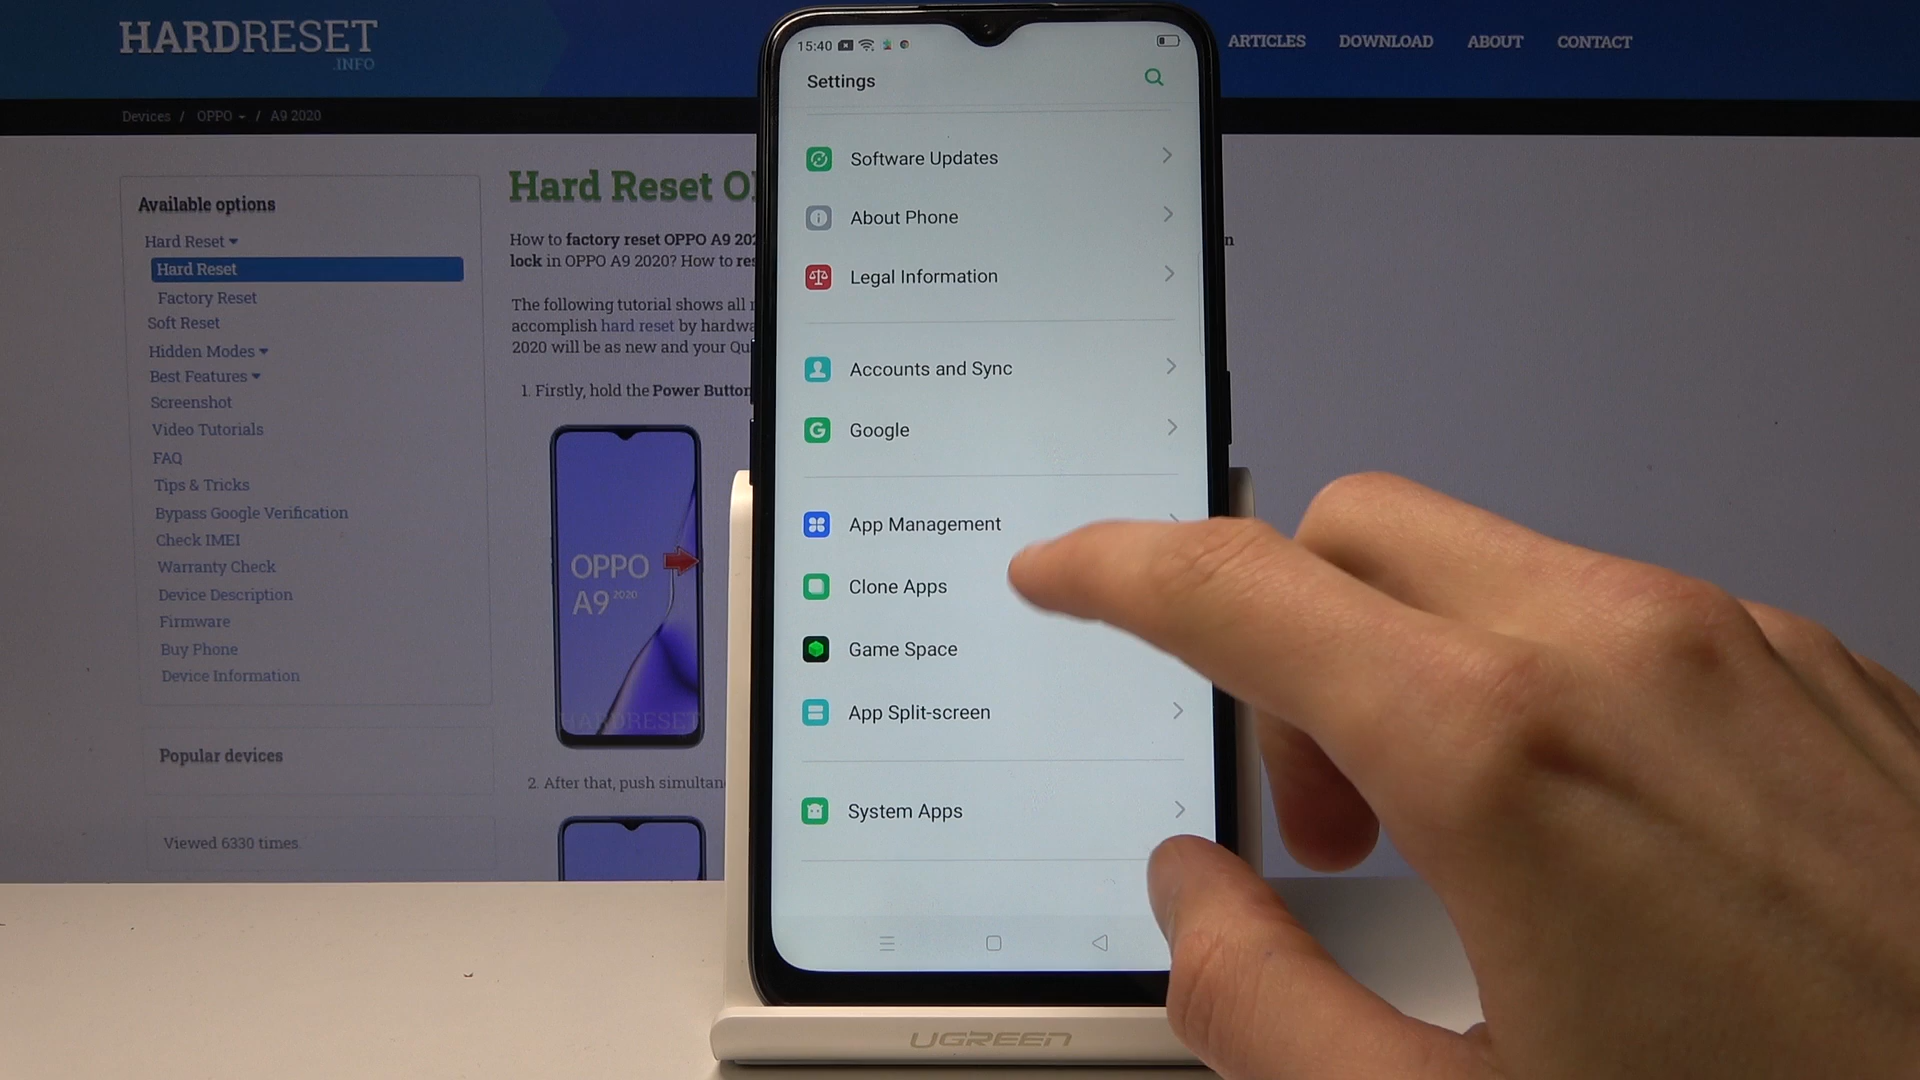 HARDRESET
.INFO
ARTICLES DOWNLOAD ABOUT CONTACT
Devices / OPPO / A9 2020
Available options
Hard Reset
Hard Reset
Factory Reset
Soft Reset
Hidden Modes
Best Features
Screenshot
Video Tutorials
FAQ
Tips & Tricks
Bypass Google Verification
Check IMEI
Warranty Check
Device Description
Firmware
Buy Phone
Device Information
Popular devices
Viewed 6330 times
Hard Reset
How to factory reset OPPO A9
lock in OPPO A9 2020? How to
The following tutorial shows all
accomplish hard reset by
2020 will be as new and your
1. Firstly, hold the Power Button
OPPO
A9 2020
HARDRESET
2. After that, push
15:40
Settings
Software Updates
About Phone
Legal Information
Accounts and Sync
Google
App Management
Clone Apps
Game Space
App Split-screen
System Apps
UGREEN